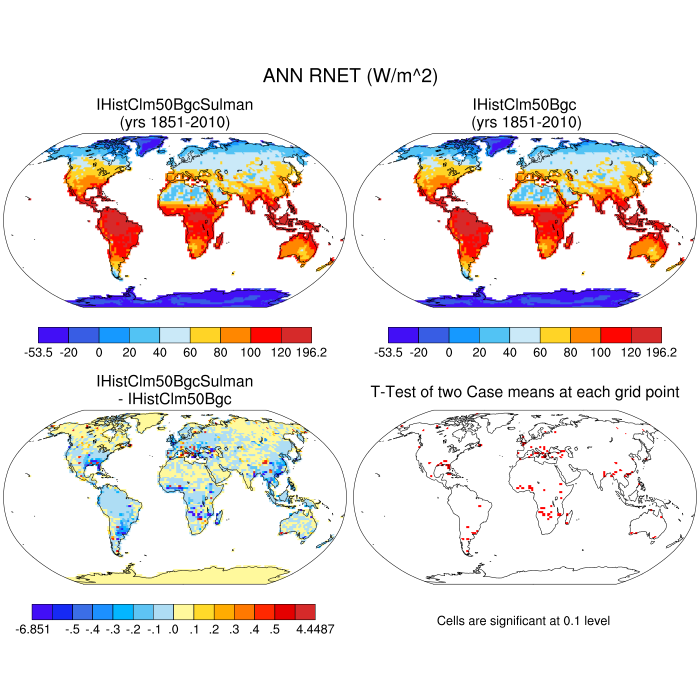 ANN RNET (W/m^2)
IHistClm50BgcSulman
(yrs 1851-2010)
IHistClm50Bgc
(yrs 1851-2010)
-53.5 -20 0 20 40 60 80 100 120 196.2
-53.5 -20 0 20 40 60 80 100 120 196.2
IHistClm50BgcSulman
- IHistClm50Bgc
T-Test of two Case means at each grid point
-6.851 -.5 -.4 -.3 -.2 -.1 .0 .1 .2 .3 .4 .5 4.4487
Cells are significant at 0.1 level